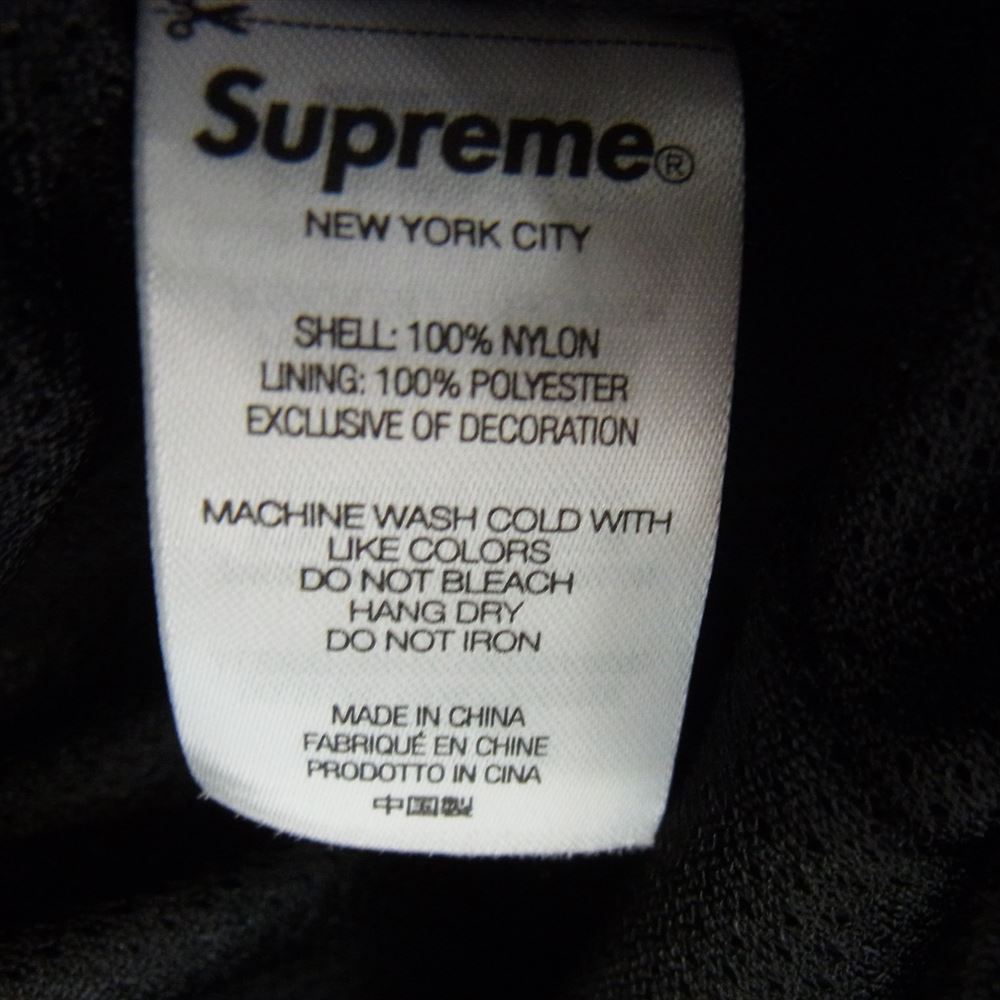 Supreme®
NEW YORK CITY
SHELL: 100% NYLON
LINING: 100% POLYESTER
EXCLUSIVE OF DECORATION
MACHINE WASH COLD WITH
LIKE COLORS
DO NOT BLEACH
HANG DRY
DO NOT IRON
MADE IN CHINA
FABRIQUÉ EN CHINE
PRODOTTO IN CINA
中国製